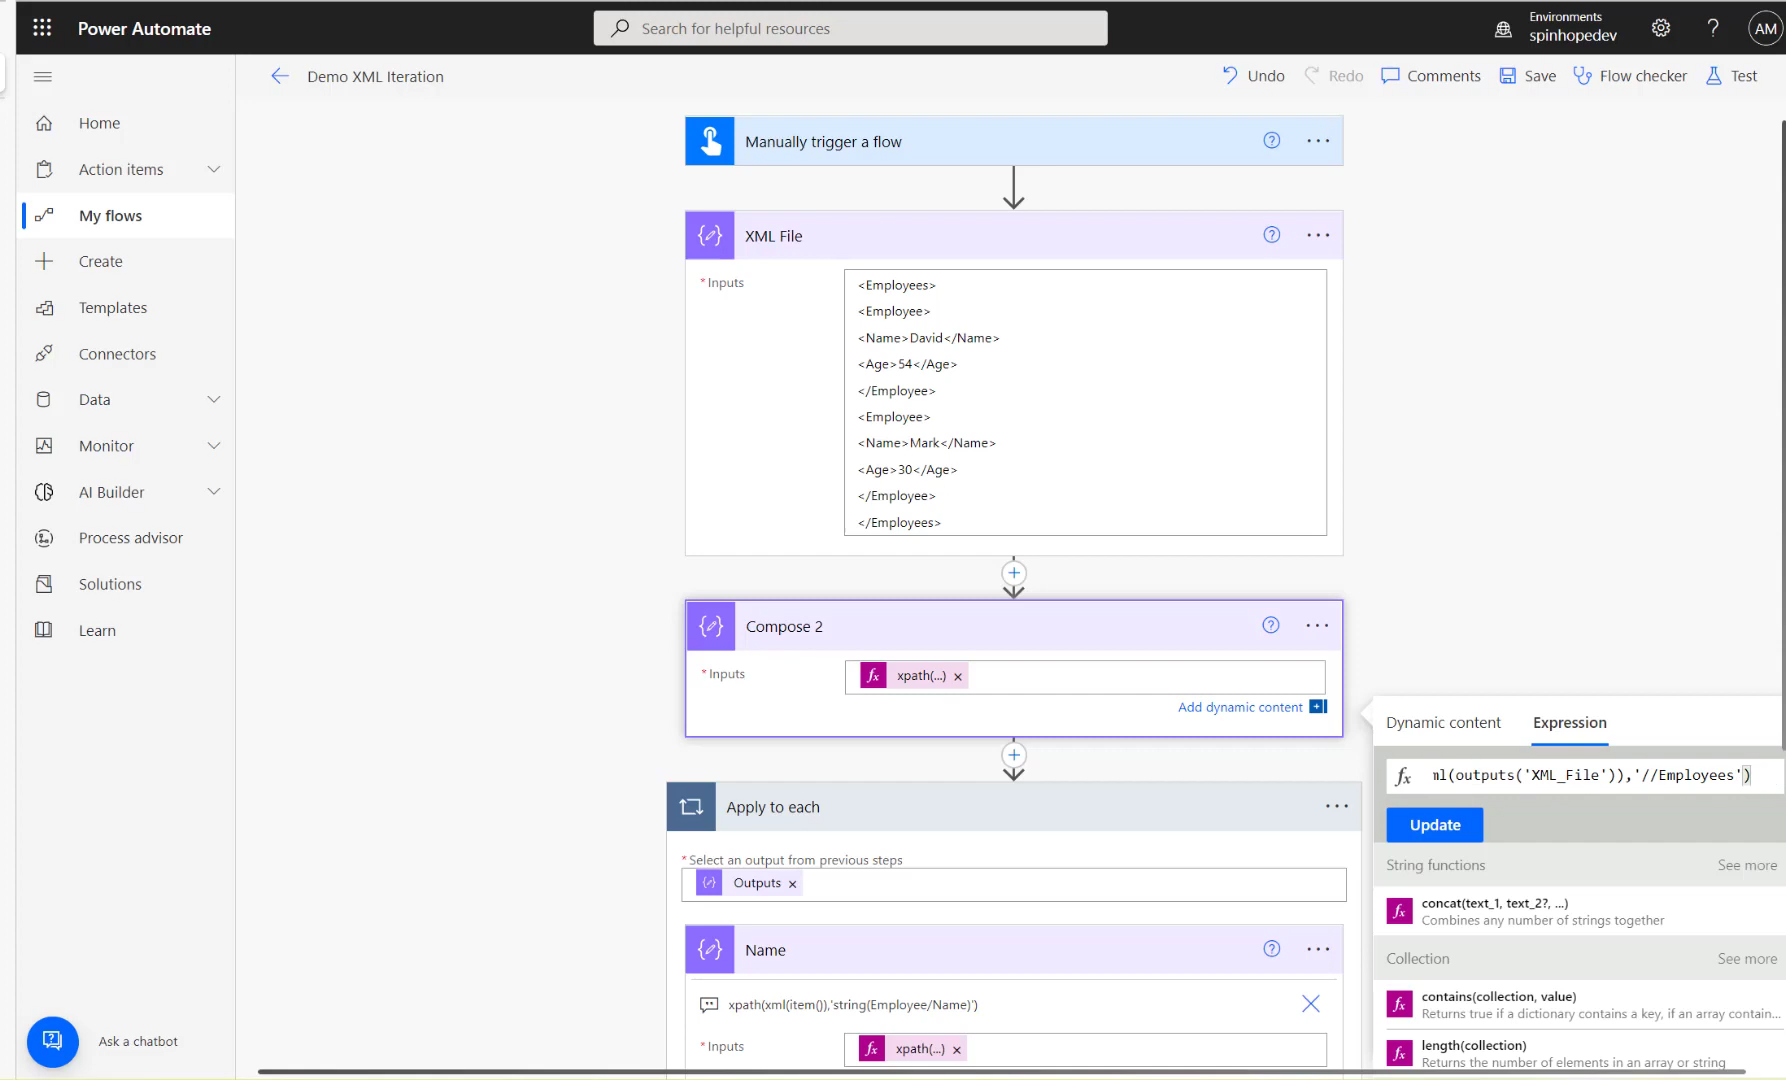 Power Automate
Search for helpful resources
Environments
spinhopedev
?
AM
Demo XML Iteration
Undo
Redo
Comments
Save
Flow checker
Test
Home
Action items
My flows
Create
Templates
Connectors
Data
Monitor
AI Builder
Process advisor
Solutions
Learn
Ask a chatbot
Manually trigger a flow
XML File
* Inputs
<Employees>
<Employee>
<Name>David</Name>
<Age>54</Age>
</Employee>
<Employee>
<Name>Mark</Name>
<Age>30</Age>
</Employee>
</Employees>
Compose 2
* Inputs
fx xpath(...) ×
Add dynamic content
Apply to each
* Select an output from previous steps
Outputs ×
Name
xpath(xml(item()),'string(Employee/Name)')
* Inputs
fx xpath(...) ×
Dynamic content
Expression
fx ml(outputs('XML_File')),'//Employees')
Update
String functions
See more
fx concat(text_1, text_2?, ...)
Combines any number of strings together
Collection
See more
fx contains(collection, value)
Returns true if a dictionary contains a key, if an array contain...
fx length(collection)
Returns the number of elements in an array or string